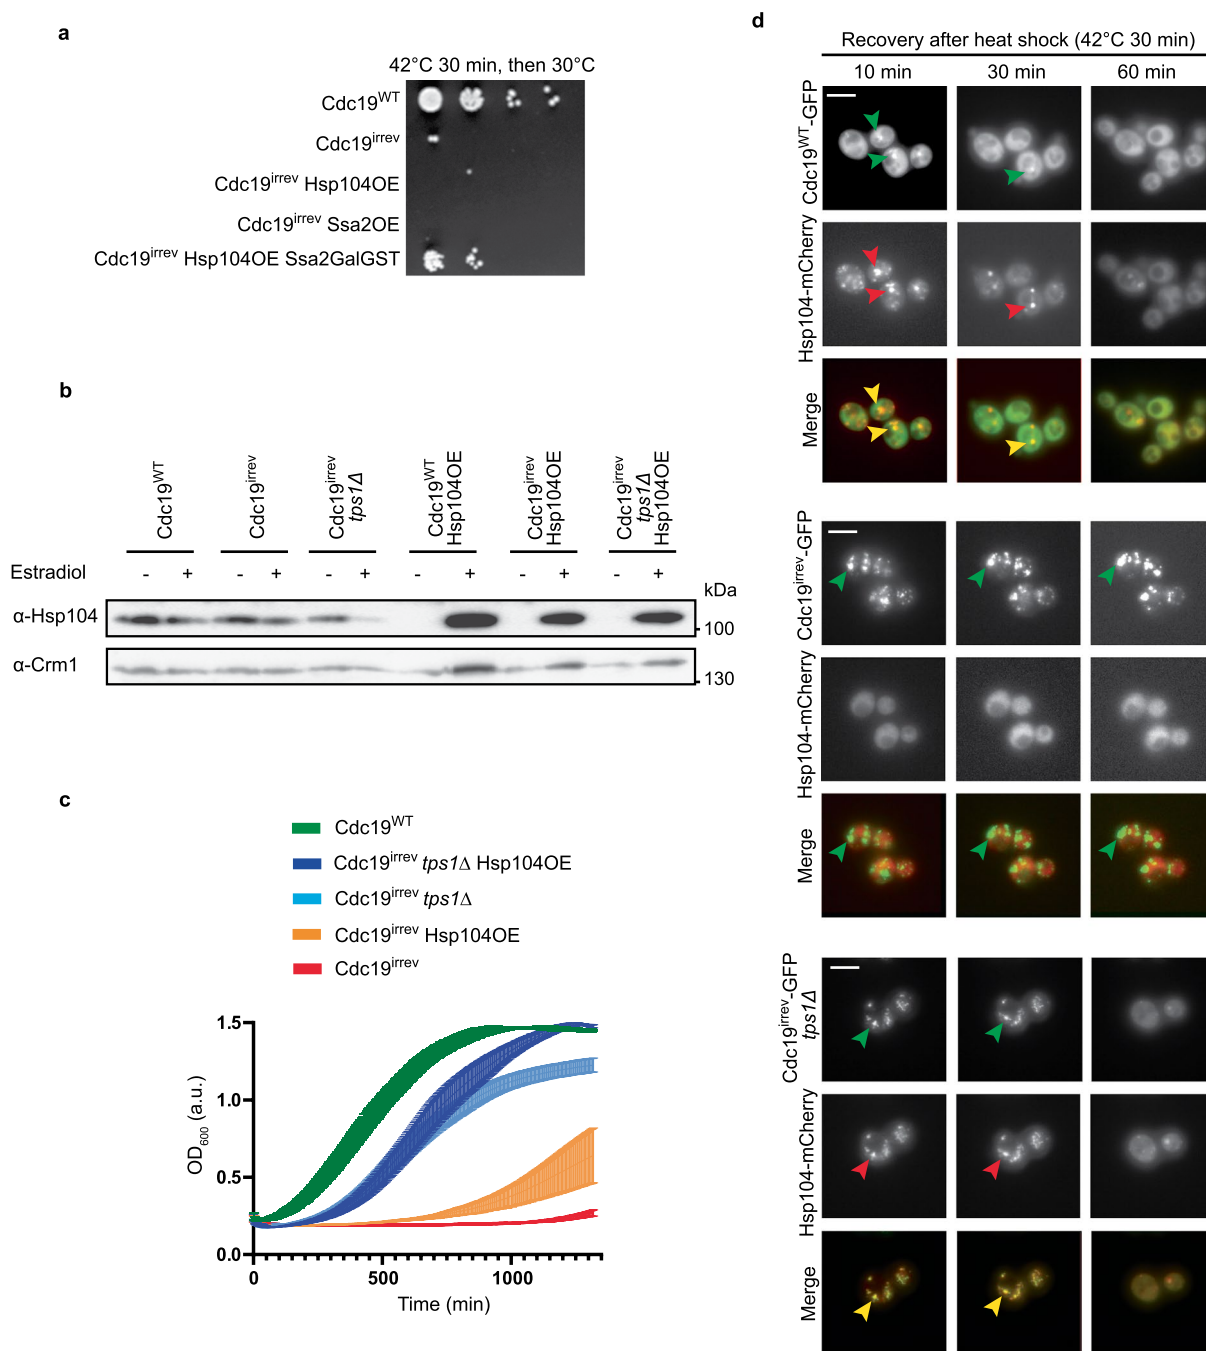 a
42°C 30 min, then 30°C
Cdc19WT
Cdc19irrev
Cdc19irrev Hsp104OE
Cdc19irrev Ssa2OE
Cdc19irrev Hsp104OE Ssa2GalGST
b
Cdc19WT
Cdc19irrev
Cdc19irrev
tps1Δ
Cdc19WT
Hsp104OE
Cdc19irrev
Hsp104OE
Cdc19irrev
tps1Δ
Hsp104OE
Estradiol - + - + - + - + - + - +
kDa
α-Hsp104
100
α-Crm1
130
c
Cdc19WT
Cdc19irrev tps1Δ Hsp104OE
Cdc19irrev tps1Δ
Cdc19irrev Hsp104OE
Cdc19irrev
1.5
1.0
0.5
0.0
OD600 (a.u.)
0 500 1000
Time (min)
d
Recovery after heat shock (42°C 30 min)
10 min 30 min 60 min
Cdc19WT-GFP
Hsp104-mCherry
Merge
Cdc19irrev-GFP
Hsp104-mCherry
Merge
Cdc19irrev-GFP
tps1Δ
Hsp104-mCherry
Merge